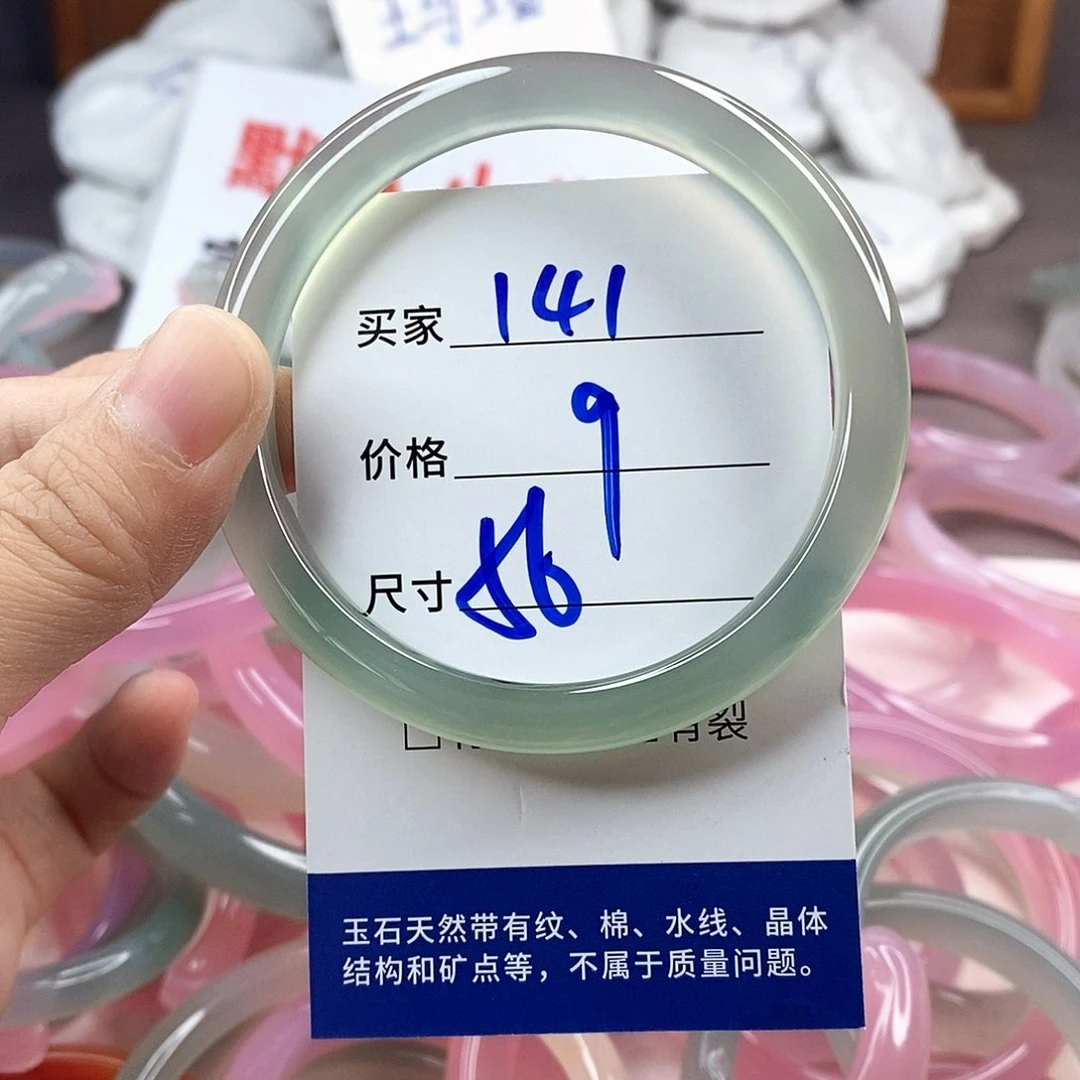 买家 141
价格 9
尺寸 56
有裂
玉石天然带有纹、棉、水线、晶体
结构和矿点等，不属于质量问题。